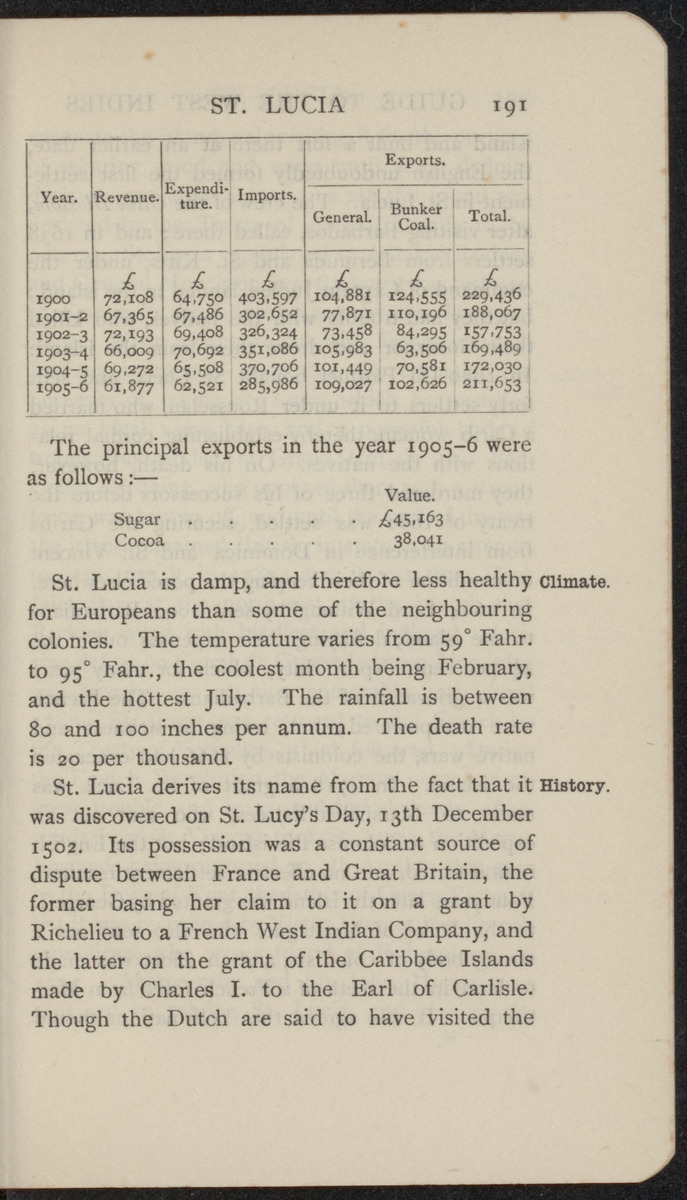 ST. LUCIA 191
Exports.
Year. Revenue. Expendi-ture. Imports. General. Bunker Coal. Total.
£ £ £ £ £ £
1900 72,108 64,750 403,597 104,881 124,555 229,436
1901-2 67,365 67,486 302,652 77,871 110,196 188,067
1902-3 72,193 69,408 326,324 73,458 84,295 157,753
1903-4 66,009 70,692 351,086 105,983 63,506 169,489
1904-5 69,272 65,508 370,706 101,449 70,581 172,030
1905-6 61,877 62,521 285,986 109,027 102,626 211,653
The principal exports in the year 1905–6 were
as follows :—
Value.
Sugar . . . . . £45,163
Cocoa . . . . . 38,041
St. Lucia is damp, and therefore less healthy Climate.
for Europeans than some of the neighbouring
colonies. The temperature varies from 59° Fahr.
to 95° Fahr., the coolest month being February,
and the hottest July. The rainfall is between
80 and 100 inches per annum. The death rate
is 20 per thousand.
St. Lucia derives its name from the fact that it History.
was discovered on St. Lucy's Day, 13th December
1502. Its possession was a constant source of
dispute between France and Great Britain, the
former basing her claim to it on a grant by
Richelieu to a French West Indian Company, and
the latter on the grant of the Caribbee Islands
made by Charles I. to the Earl of Carlisle.
Though the Dutch are said to have visited the